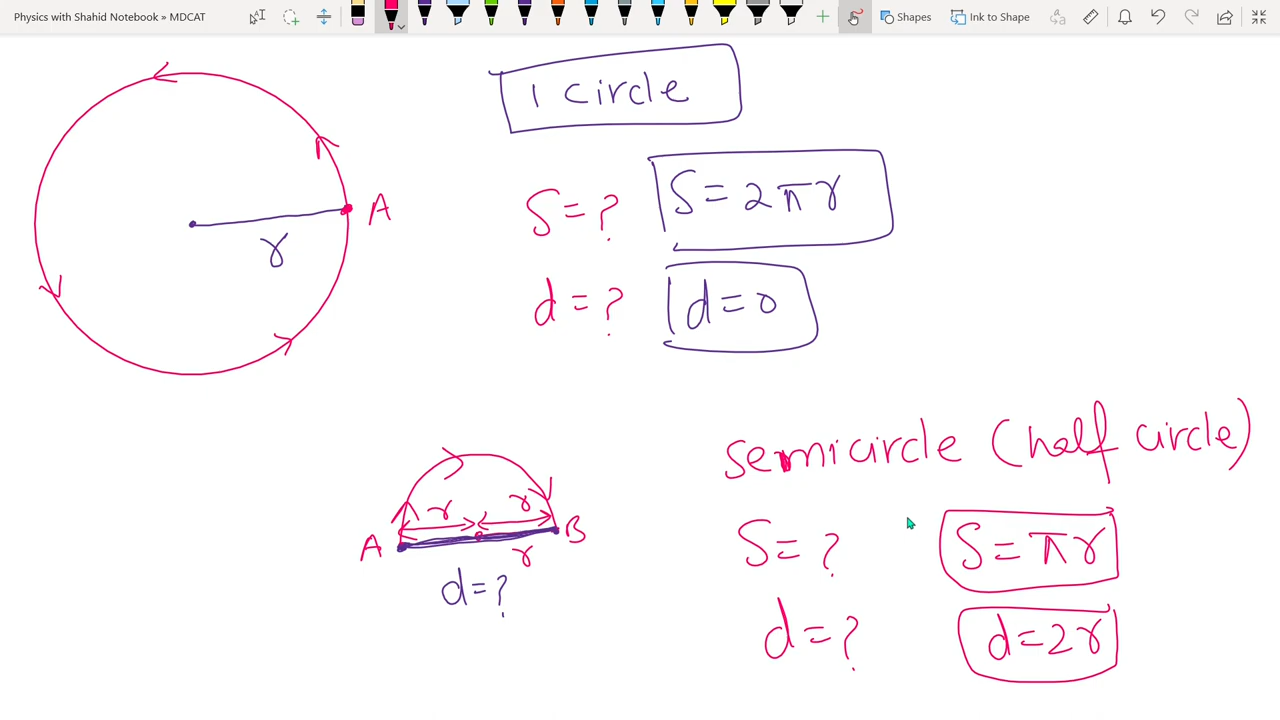 Physics with Shahid Notebook » MDCAT
Shapes
Ink to Shape
1 circle
A
r
S = ?
S = 2πr
d = ?
d = 0
semicircle (half circle)
r
r
A
B
r
d = ?
S = ?
S = πr
d = ?
d = 2r